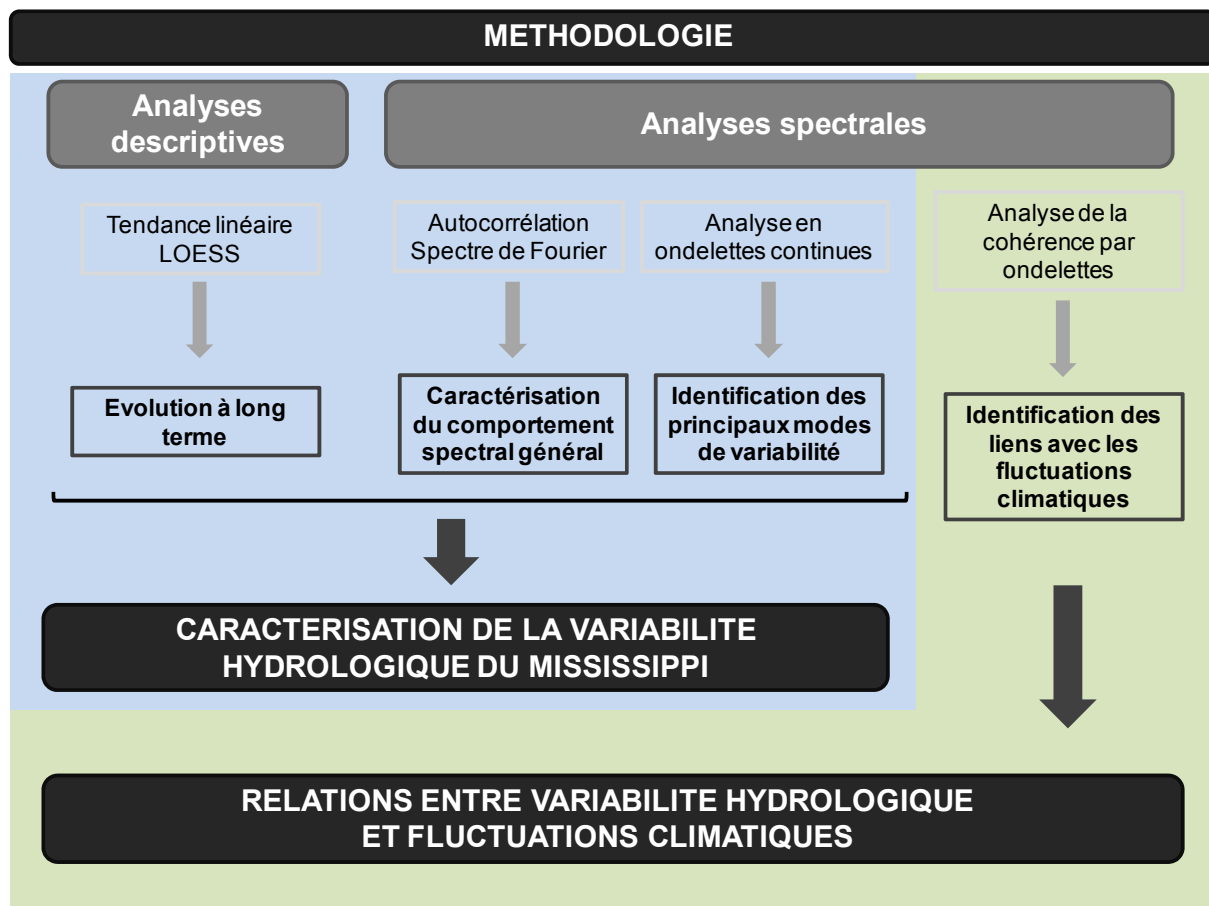 METHODOLOGIE
Analyses
descriptives
Analyses spectrales
Tendance linéaire
LOESS
Autocorrélation
Spectre de Fourier
Analyse en
ondelettes continues
Analyse de la
cohérence par
ondelettes
Evolution à long
terme
Caractérisation
du comportement
spectral général
Identification des
principaux modes
de variabilité
Identification des
liens avec les
fluctuations
climatiques
CARACTERISATION DE LA VARIABILITE
HYDROLOGIQUE DU MISSISSIPPI
RELATIONS ENTRE VARIABILITE HYDROLOGIQUE
ET FLUCTUATIONS CLIMATIQUES